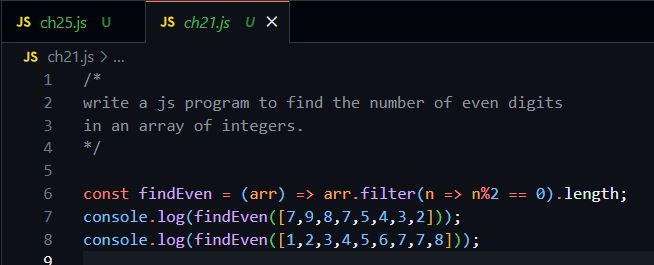 JS ch25.js U JS ch21.js U ×
JS ch21.js > ...
1 /*
2 write a js program to find the number of even digits
3 in an array of integers.
4 */
5
6 const findEven = (arr) => arr.filter(n => n%2 == 0).length;
7 console.log(findEven([7,9,8,7,5,4,3,2]));
8 console.log(findEven([1,2,3,4,5,6,7,7,8]));
9